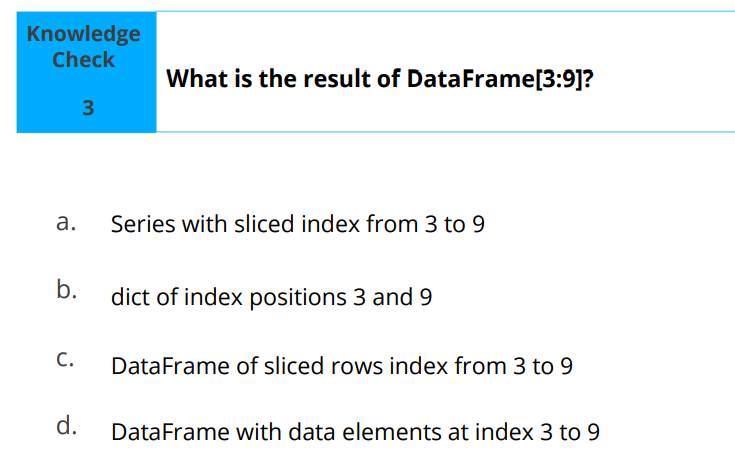 Knowledge
Check
3
What is the result of DataFrame[3:9]?
a. Series with sliced index from 3 to 9
b. dict of index positions 3 and 9
c. DataFrame of sliced rows index from 3 to 9
d. DataFrame with data elements at index 3 to 9